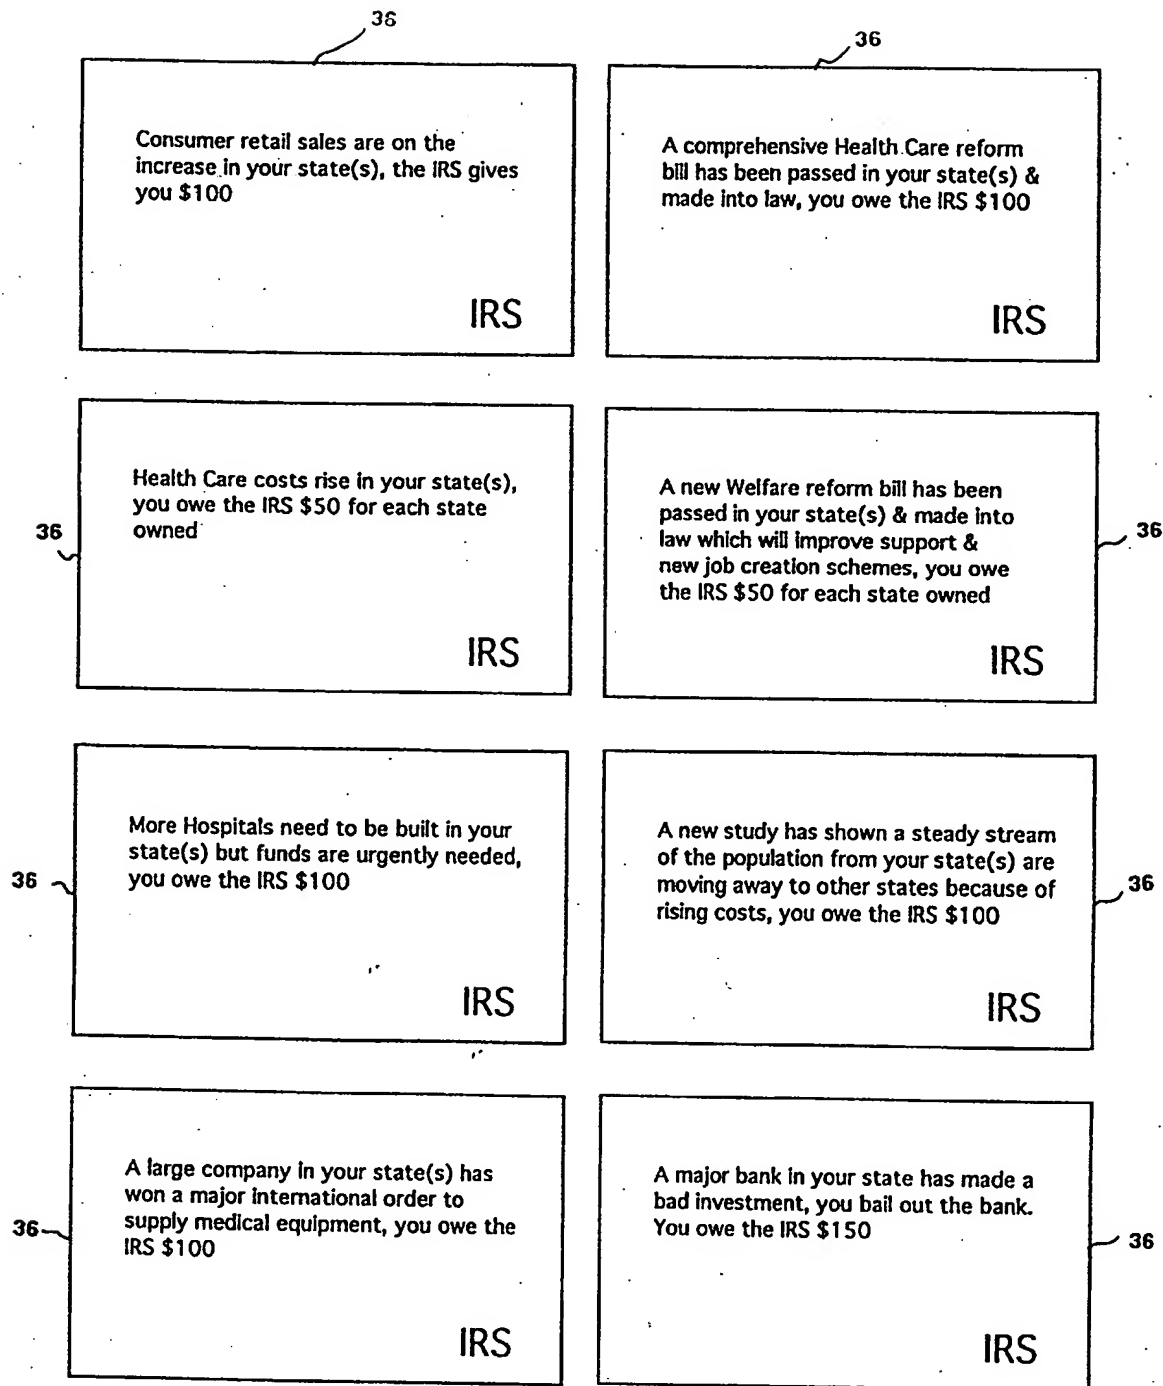 36
36
Consumer retail sales are on the
increase in your state(s), the IRS gives
you $100
IRS
A comprehensive Health Care reform
bill has been passed in your state(s) &
made into law, you owe the IRS $100
IRS
36
Health Care costs rise in your state(s),
you owe the IRS $50 for each state
owned
IRS
A new Welfare reform bill has been
passed in your state(s) & made into
law which will improve support &
new job creation schemes, you owe
the IRS $50 for each state owned
IRS
36
36
More Hospitals need to be built in your
state(s) but funds are urgently needed,
you owe the IRS $100
IRS
A new study has shown a steady stream
of the population from your state(s) are
moving away to other states because of
rising costs, you owe the IRS $100
IRS
36
36
A large company in your state(s) has
won a major international order to
supply medical equipment, you owe the
IRS $100
IRS
A major bank in your state has made a
bad investment, you bail out the bank.
You owe the IRS $150
IRS
36